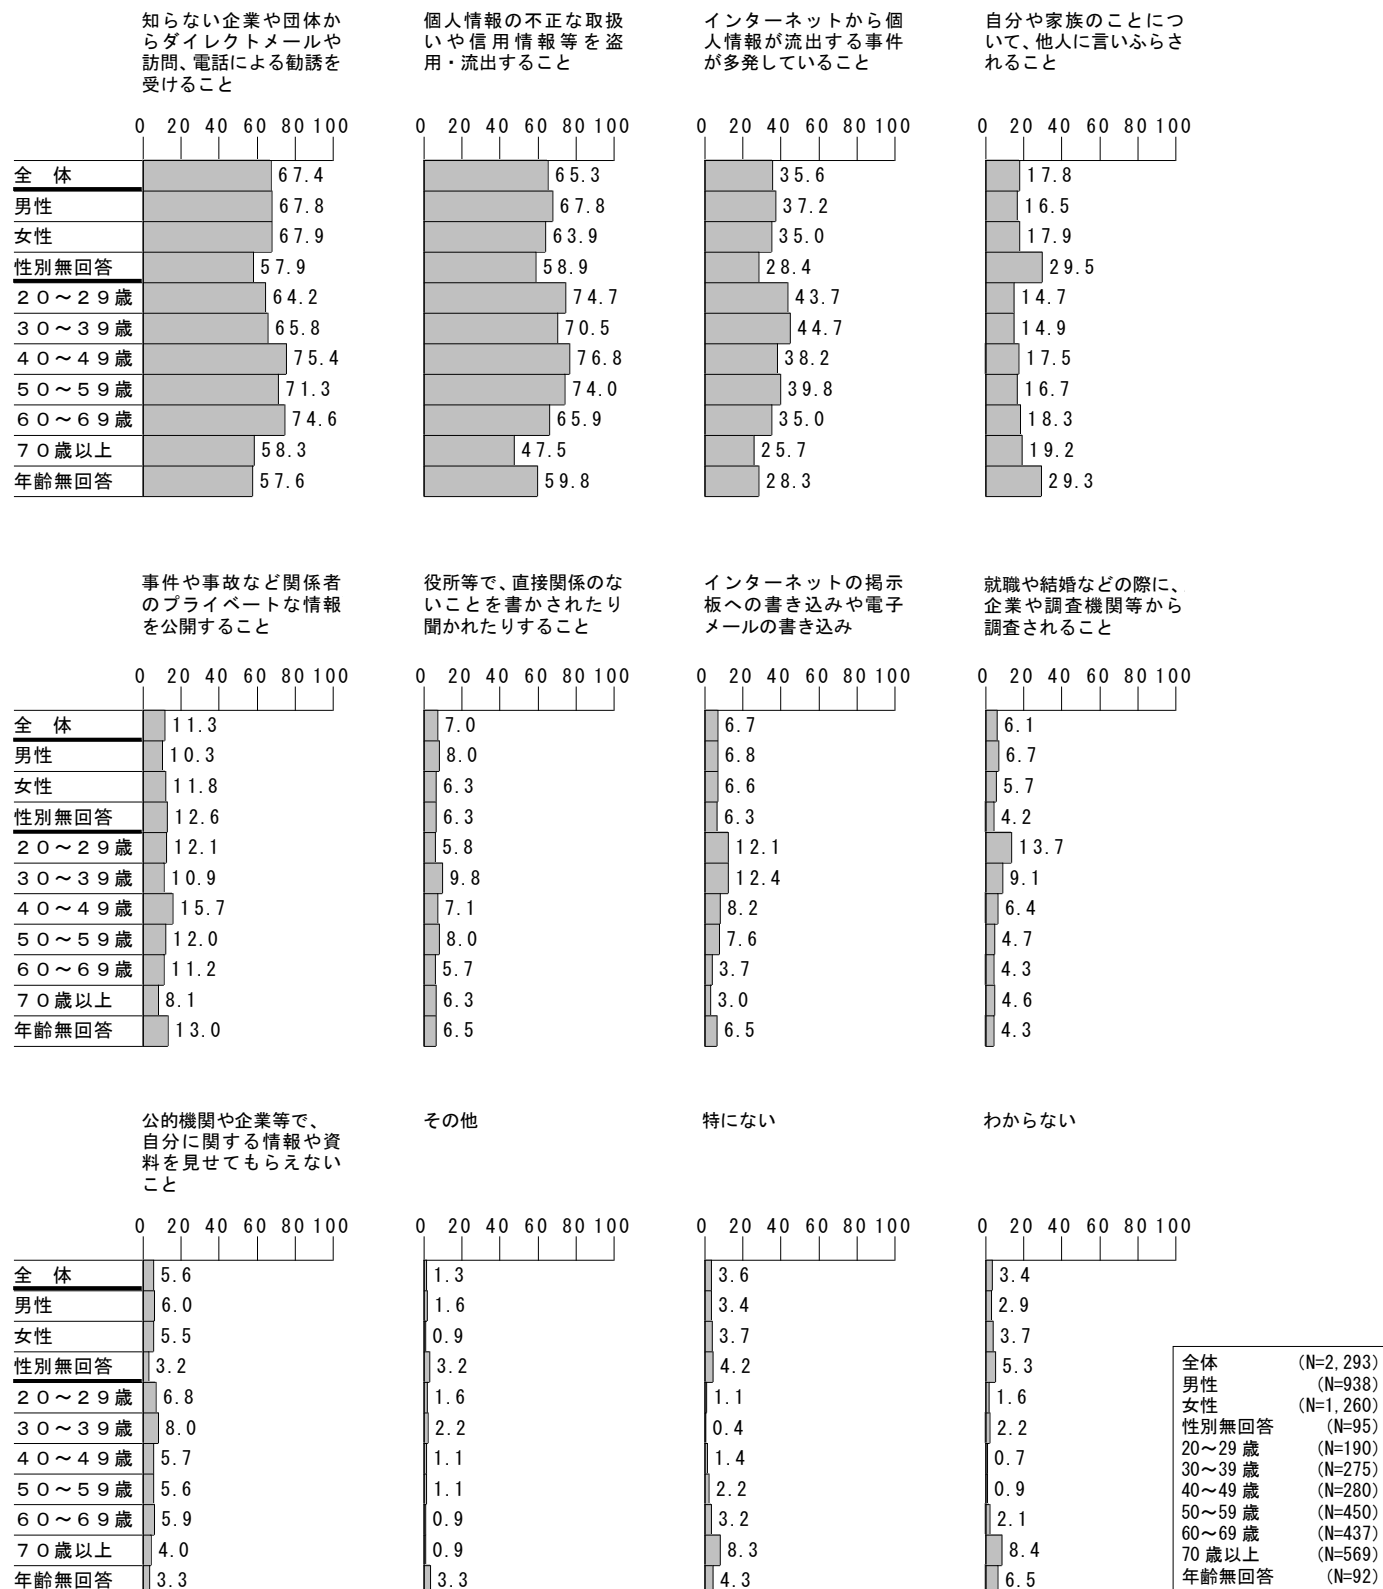 知らない企業や団体か
らダイレクトメールや
訪問、電話による勧誘を
受けること
個人情報の不正な取扱
いや信用情報等を盗
用・流出すること
インターネットから個
人情報が流出する事件
が多発していること
自分や家族のことにつ
いて、他人に言いふらさ
れること
0 20 40 60 80 100 0 20 40 60 80 100 0 20 40 60 80 100 0 20 40 60 80 100
全 体 67.4 65.3 35.6 17.8
男性 67.8 67.8 37.2 16.5
女性 67.9 63.9 35.0 17.9
性別無回答 57.9 58.9 28.4 29.5
20~29歳 64.2 74.7 43.7 14.7
30~39歳 65.8 70.5 44.7 14.9
40~49歳 75.4 76.8 38.2 17.5
50~59歳 71.3 74.0 39.8 16.7
60~69歳 74.6 65.9 35.0 18.3
70歳以上 58.3 47.5 25.7 19.2
年齢無回答 57.6 59.8 28.3 29.3
事件や事故など関係者
のプライベートな情報
を公開すること
役所等で、直接関係のな
いことを書かされたり
聞かれたりすること
インターネットの掲示
板への書き込みや電子
メールの書き込み
就職や結婚などの際に、
企業や調査機関等から
調査されること
0 20 40 60 80 100 0 20 40 60 80 100 0 20 40 60 80 100 0 20 40 60 80 100
全 体 11.3 7.0 6.7 6.1
男性 10.3 8.0 6.8 6.7
女性 11.8 6.3 6.6 5.7
性別無回答 12.6 6.3 6.3 4.2
20~29歳 12.1 5.8 12.1 13.7
30~39歳 10.9 9.8 12.4 9.1
40~49歳 15.7 7.1 8.2 6.4
50~59歳 12.0 8.0 7.6 4.7
60~69歳 11.2 5.7 3.7 4.3
70歳以上 8.1 6.3 3.0 4.6
年齢無回答 13.0 6.5 6.5 4.3
公的機関や企業等で、
自分に関する情報や資
料を見せてもらえない
こと
その他
特にない
わからない
0 20 40 60 80 100 0 20 40 60 80 100 0 20 40 60 80 100 0 20 40 60 80 100
全 体 5.6 1.3 3.6 3.4
男性 6.0 1.6 3.4 2.9
女性 5.5 0.9 3.7 3.7
性別無回答 3.2 3.2 4.2 5.3
20~29歳 6.8 1.6 1.1 1.6
30~39歳 8.0 2.2 0.4 2.2
40~49歳 5.7 1.1 1.4 0.7
50~59歳 5.6 1.1 2.2 0.9
60~69歳 5.9 0.9 3.2 2.1
70歳以上 4.0 0.9 8.3 8.4
年齢無回答 3.3 3.3 4.3 6.5
全体 (N=2,293)
男性 (N=938)
女性 (N=1,260)
性別無回答 (N=95)
20~29 歳 (N=190)
30~39 歳 (N=275)
40~49 歳 (N=280)
50~59 歳 (N=450)
60~69 歳 (N=437)
70 歳以上 (N=569)
年齢無回答 (N=92)